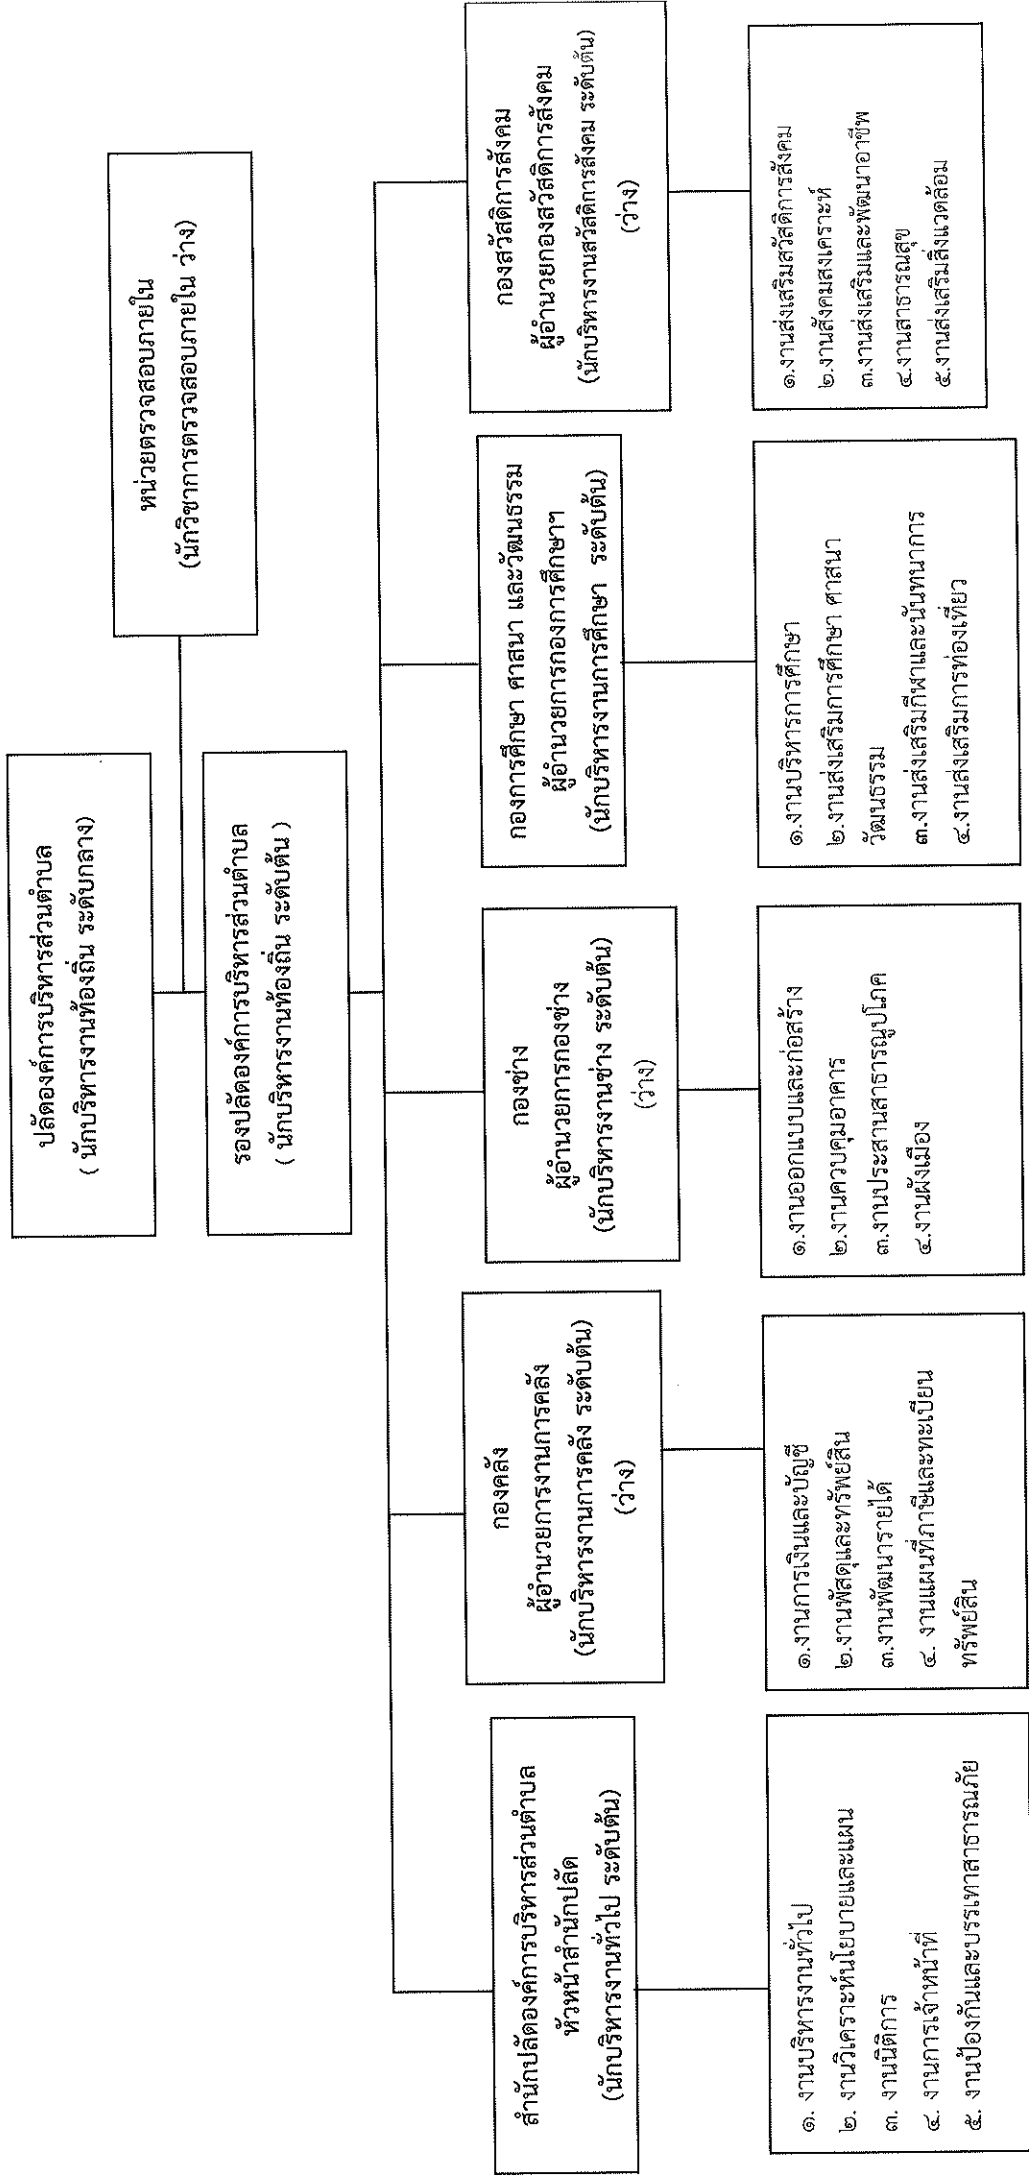 ปลัดองค์การบริหารส่วนตำบล
( นักบริหารงานท้องถิ่น ระดับกลาง)
หน่วยตรวจสอบภายใน
(นักวิชาการตรวจสอบภายใน ว่าง)
รองปลัดองค์การบริหารส่วนตำบล
( นักบริหารงานท้องถิ่น ระดับต้น )
สำนักปลัดองค์การบริหารส่วนตำบล
หัวหน้าสำนักปลัด
(นักบริหารงานทั่วไป ระดับต้น)
๑. งานบริหารงานทั่วไป
๒. งานวิเคราะห์นโยบายและแผน
๓. งานนิติการ
๔. งานการเจ้าหน้าที่
๕. งานป้องกันและบรรเทาสาธารณภัย
กองคลัง
ผู้อำนวยการงานการคลัง
(นักบริหารงานการคลัง ระดับต้น)
(ว่าง)
๑.งานการเงินและบัญชี
๒.งานพัสดุและทรัพย์สิน
๓.งานพัฒนารายได้
๔. งานแผนที่ภาษีและทะเบียน
ทรัพย์สิน
กองช่าง
ผู้อำนวยการกองช่าง
(นักบริหารงานช่าง ระดับต้น)
(ว่าง)
๑.งานออกแบบและก่อสร้าง
๒.งานควบคุมอาคาร
๓.งานประสานสาธารณูปโภค
๔.งานผังเมือง
กองการศึกษา ศาสนา และวัฒนธรรม
ผู้อำนวยการกองการศึกษาฯ
(นักบริหารงานการศึกษา ระดับต้น)
๑.งานบริหารการศึกษา
๒.งานส่งเสริมการศึกษา ศาสนา
วัฒนธรรม
๓.งานส่งเสริมกีฬาและนันทนาการ
๔.งานส่งเสริมการท่องเที่ยว
กองสวัสดิการสังคม
ผู้อำนวยกองสวัสดิการสังคม
(นักบริหารงานสวัสดิการสังคม ระดับต้น)
(ว่าง)
๑.งานส่งเสริมสวัสดิการสังคม
๒.งานสังคมสงเคราะห์
๓.งานส่งเสริมและพัฒนาอาชีพ
๔.งานสาธารณสุข
๕.งานส่งเสริมสิ่งแวดล้อม